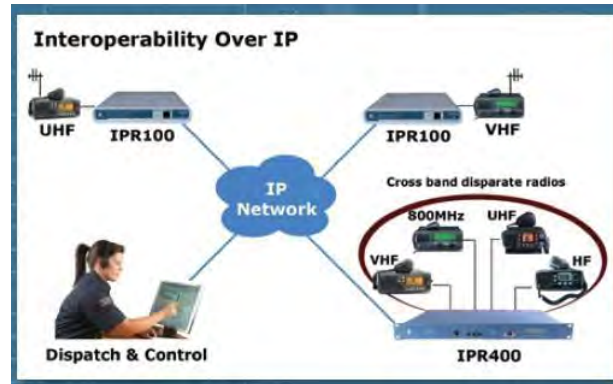 Interoperability Over IP
UHF
IPR100
IPR100
VHF
IP
Network
Cross band disparate radios
800MHz
UHF
VHF
HF
Dispatch & Control
IPR400